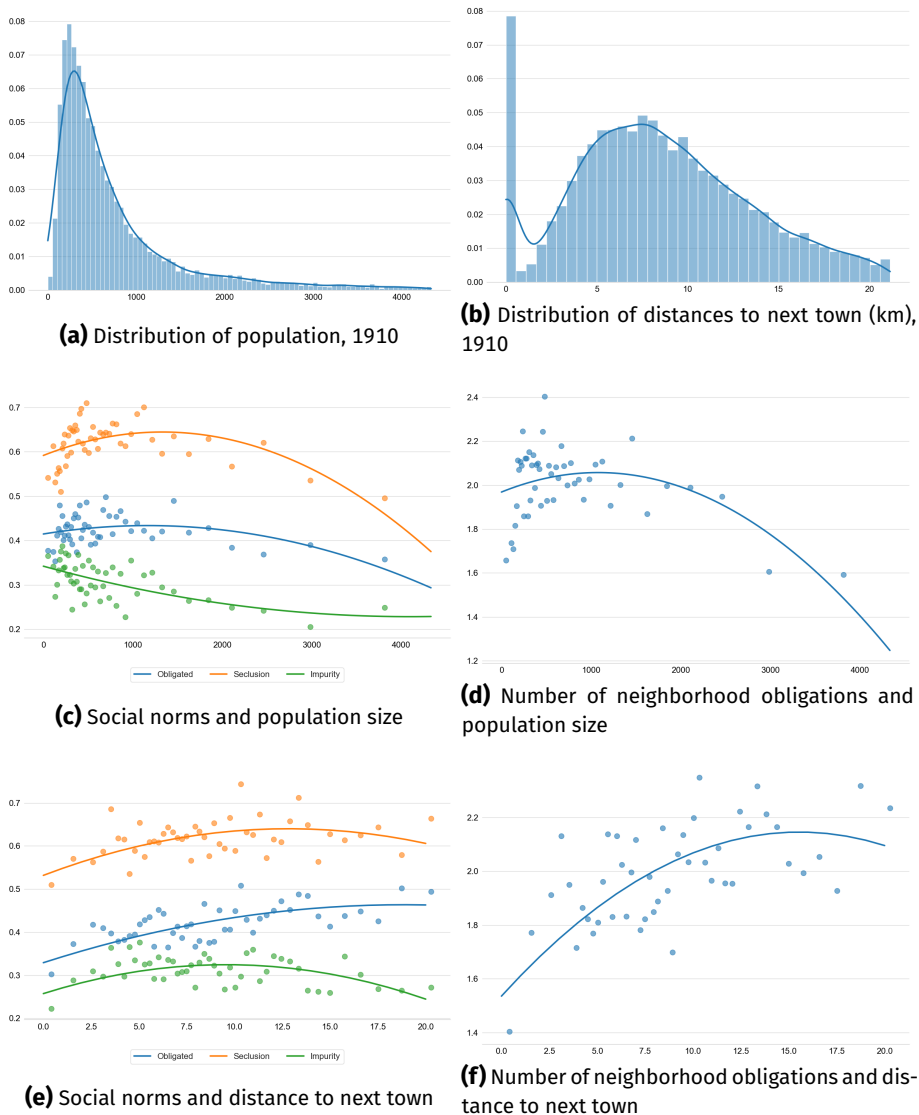 0.08
0.07
0.06
0.05
0.04
0.03
0.02
0.01
0.00
0 1000 2000 3000 4000
(a) Distribution of population, 1910
0.08
0.07
0.06
0.05
0.04
0.03
0.02
0.01
0.00
0 5 10 15 20
(b) Distribution of distances to next town (km),
1910
0.7
0.6
0.5
0.4
0.3
0.2
0 1000 2000 3000 4000
Obligated Seclusion Impurity
(c) Social norms and population size
2.4
2.2
2.0
1.8
1.6
1.4
1.2
0 1000 2000 3000 4000
(d) Number of neighborhood obligations and
population size
0.7
0.6
0.5
0.4
0.3
0.2
0.0 2.5 5.0 7.5 10.0 12.5 15.0 17.5 20.0
Obligated Seclusion Impurity
(e) Social norms and distance to next town
2.2
2.0
1.8
1.6
1.4
0.0 2.5 5.0 7.5 10.0 12.5 15.0 17.5 20.0
(f) Number of neighborhood obligations and dis-
tance to next town